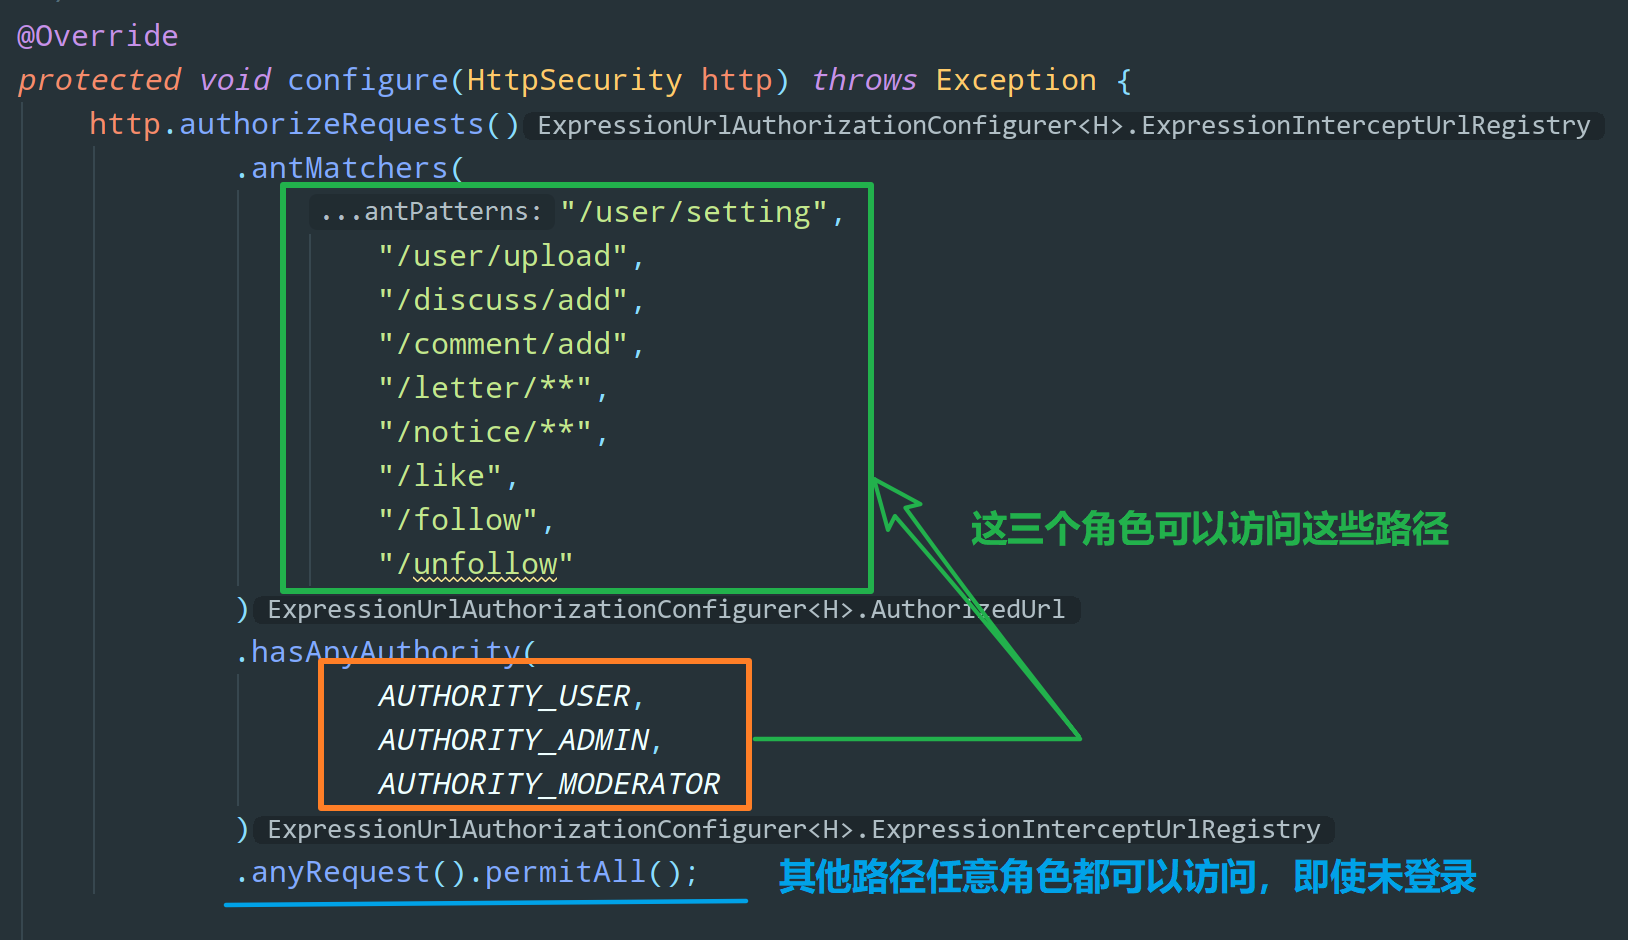 @Override
protected void configure(HttpSecurity http) throws Exception {
http.authorizeRequests() ExpressionUrlAuthorizationConfigurer<H>.ExpressionInterceptUrlRegistry
.antMatchers(
...antPatterns: "/user/setting",
"/user/upload",
"/discuss/add",
"/comment/add",
"/letter/**",
"/notice/**",
"/like",
"/follow",
"/unfollow"
这三个角色可以访问这些路径
) ExpressionUrlAuthorizationConfigurer<H>.AuthorizedUrl
.hasAnyAuthority(
AUTHORITY_USER,
AUTHORITY_ADMIN,
AUTHORITY_MODERATOR
) ExpressionUrlAuthorizationConfigurer<H>.ExpressionInterceptUrlRegistry
.anyRequest().permitAll(); 其他路径任意角色都可以访问，即使未登录